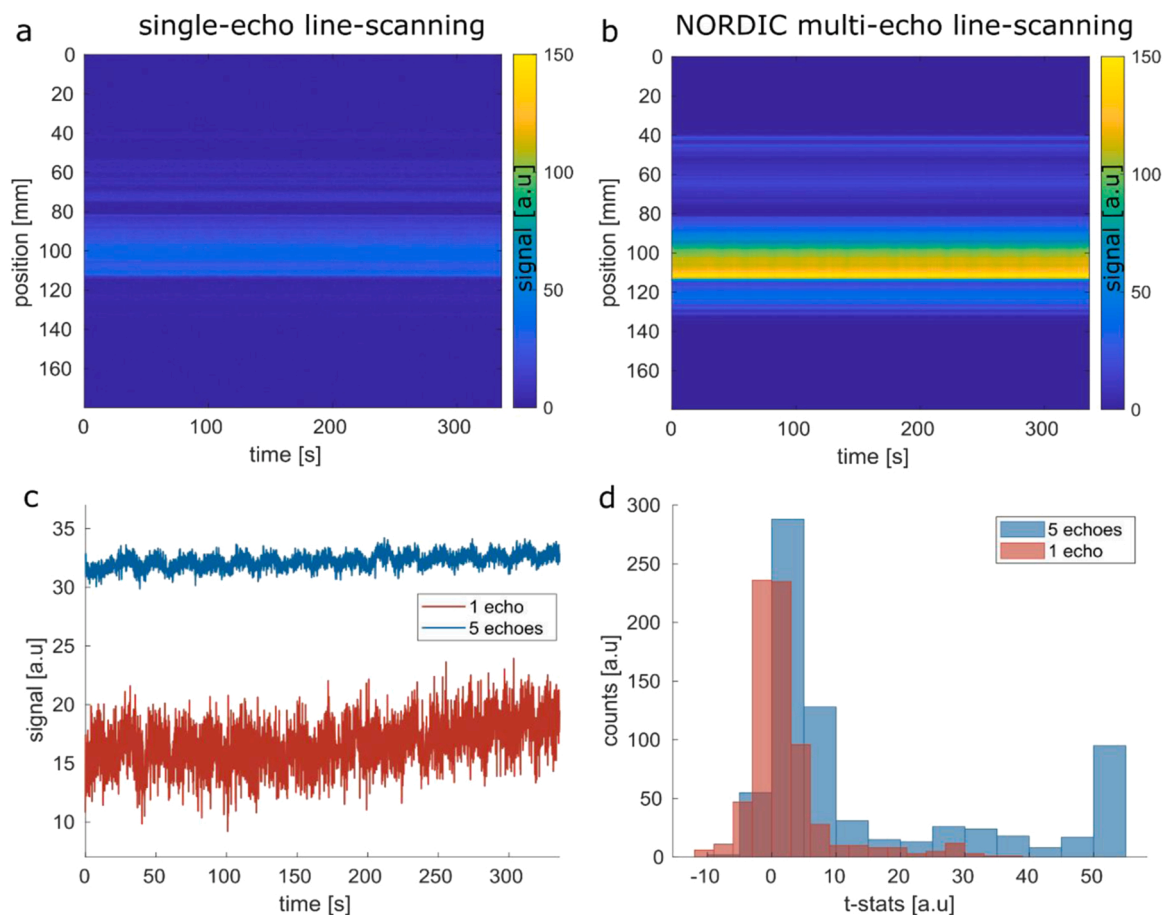 a single-echo line-scanning
0
20
40
60
80
100
120
140
160
position [mm]
0 100 200 300
time [s]
150
100
50
0
signal [a.u]
b NORDIC multi-echo line-scanning
0
20
40
60
80
100
120
140
160
position [mm]
0 100 200 300
time [s]
150
100
50
0
signal [a.u]
c
35
33
30
25
20
15
10
signal [a.u]
1 echo
5 echoes
0 50 100 150 200 250 300
time [s]
d
300
250
200
150
100
50
0
counts [a.u]
5 echoes
1 echo
-10 0 10 20 30 40 50
t-stats [a.u]